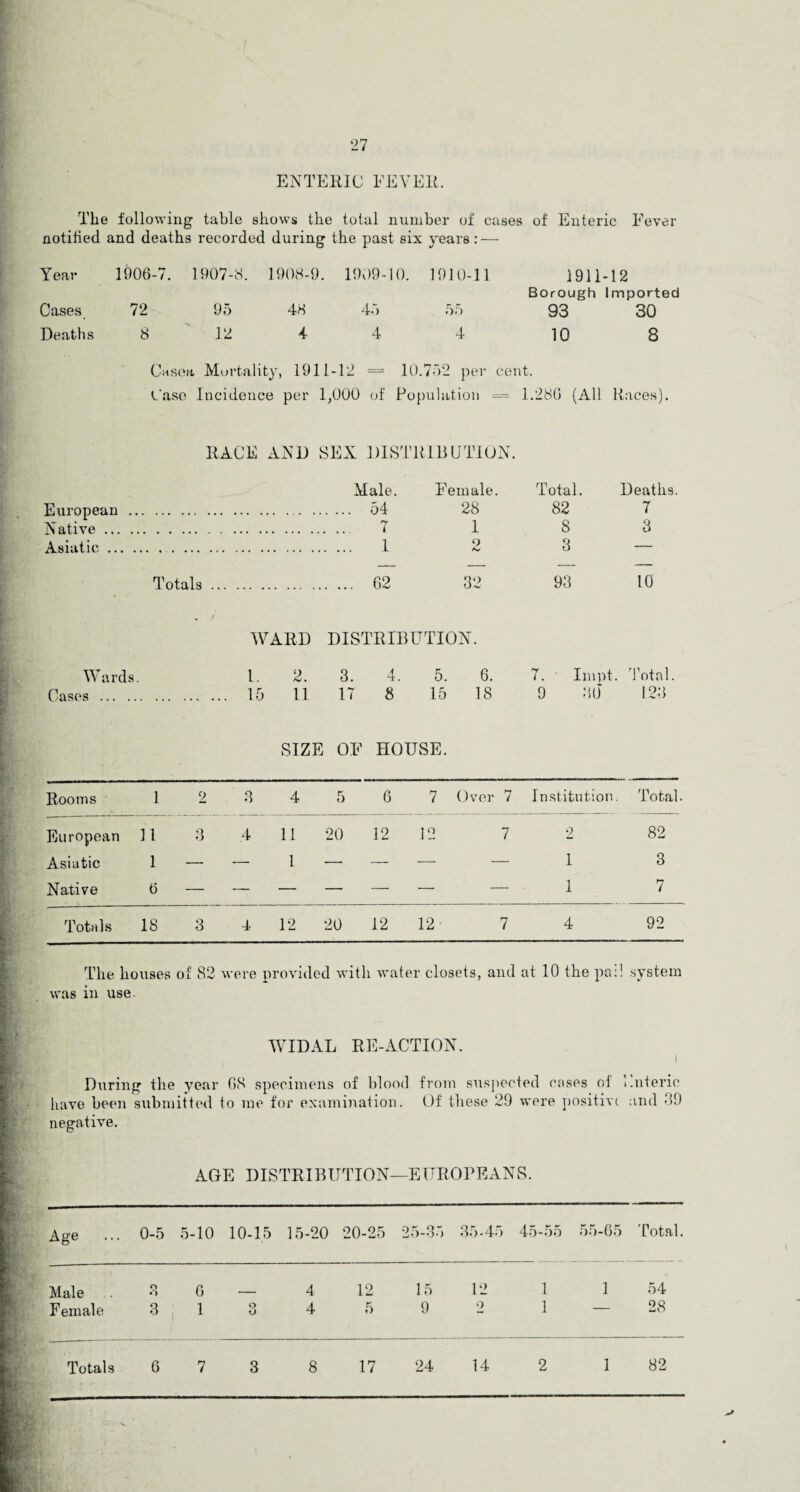 27
ENTERIC FEVER.
The following table shows the total number of cases of Enteric Fever
notified and deaths recorded during the past six years :—
Year 1906-7. 1907-8. 1908-9. 1909-10. 1910-11 1911-12
Borough Imported
Cases 72 95 48 45 55 93 30
Deaths 8 12 4 4 4 10 8
Cases Mortality, 1911-12 = 10.752 per cent.
Case Incidence per 1,000 of Population = 1.286 (All Races).
RACE AND SEX DISTRIBUTION.
Male. Female. Total. Deaths.
European ... ... ... ... ... ... ... ... 54 28 82 7
Native ... ... ... ... ... ... ... ... 7 1 8 3
Asiatic ... ... ... ... ... ... ... ... 1 2 3 —
Totals ... ... ... ... ... ... 62 32 93 10
WARD DISTRIBUTION.
Wards. 1. 2. 3. 4. 5. 6. 7. Impt. Total.
Cases ... ... ... ... ... 15 11 17 8 15 18 9 30 123
SIZE OF HOUSE.
Rooms 1 2 3 4 5 6 7 Over 7 Institution. Total.
European 11 3 4 11 20 12 12 7 2 82
Asiatic 1 — — 1 — — — — 1 3
Native 6 — — — — — — — 1 7
Totals 18 3 4 12 20 12 12 7 4 92
The houses of 82 were provided with water closets, and at 10 the pail system
was in use.
WIDAL RE-ACTION.
During the year 68 specimens of blood from suspected cases of Enteric
have been submitted to me for examination. Of these 29 were positive and 39
negative.
AGE DISTRIBUTION—EUROPEANS.
Age ... 0-5 5-10 10-15 15-20 20-25 25-35 35-45 45-55 55-65 Total.
Male 3 6 — 4 12 15 12 1 1 54
Female 3 1 3 4 5 9 2 1 — 28
Totals 6 7 3 8 17 24 14 2 1 82